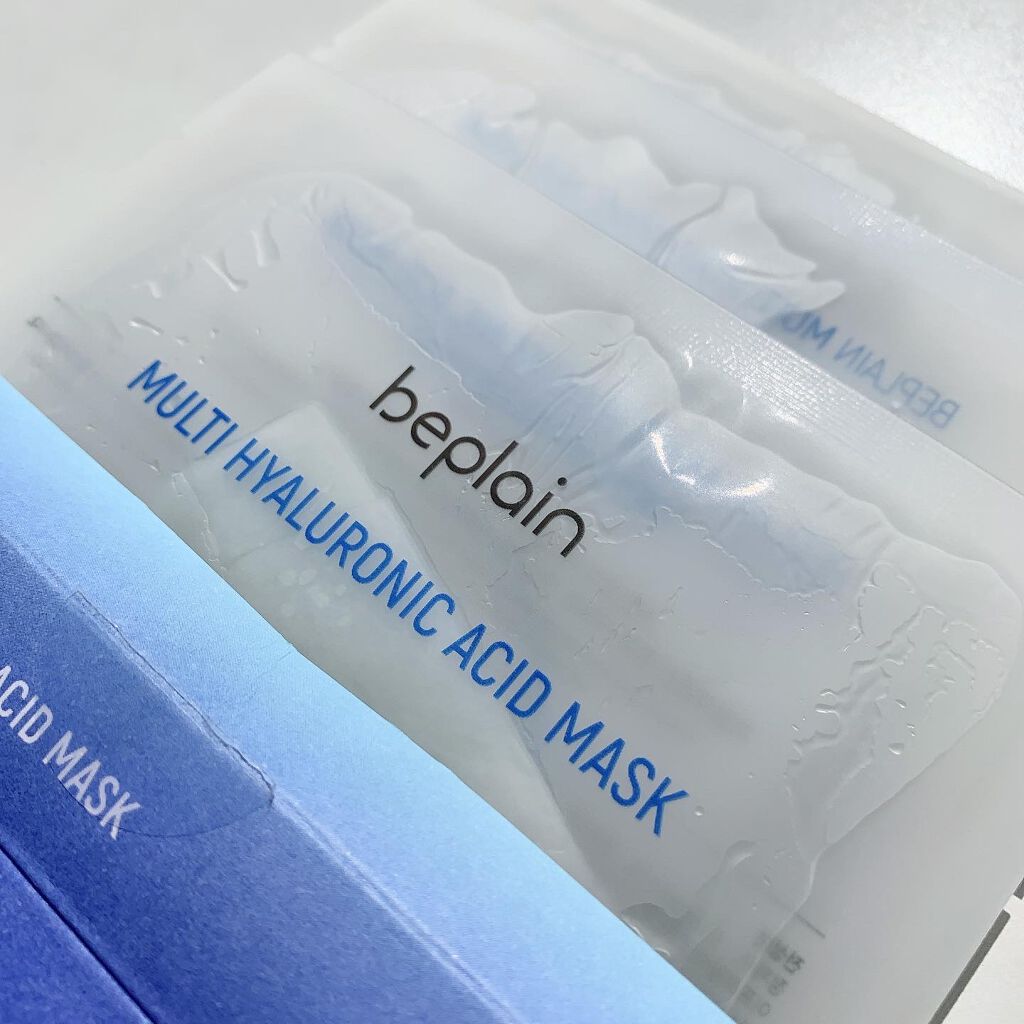 beplain
MULTI HYALURONIC ACID MASK
BEPLAIN MU
ACID MASK